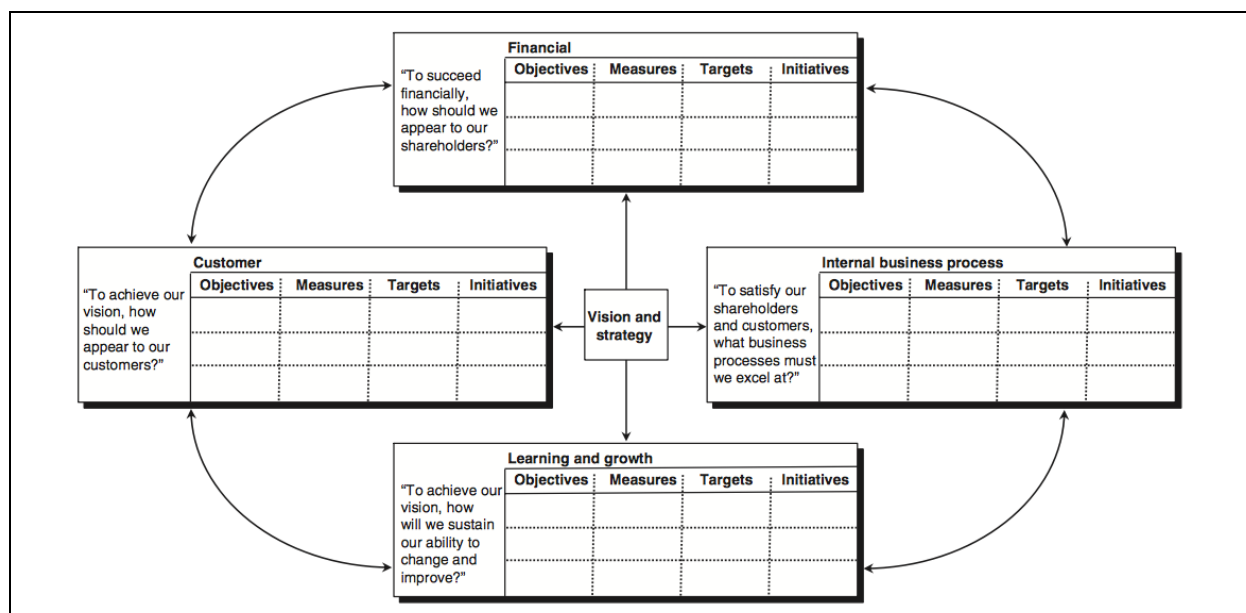 Financial
Objectives Measures Targets Initiatives
“To succeed
financially,
how should we
appear to our
shareholders?”
Customer
Objectives Measures Targets Initiatives
“To achieve our
vision, how
should we
appear to our
customers?”
Vision and
strategy
Internal business process
Objectives Measures Targets Initiatives
“To satisfy our
shareholders
and customers,
what business
processes must
we excel at?”
Learning and growth
Objectives Measures Targets Initiatives
“To achieve our
vision, how
will we sustain
our ability to
change and
improve?”